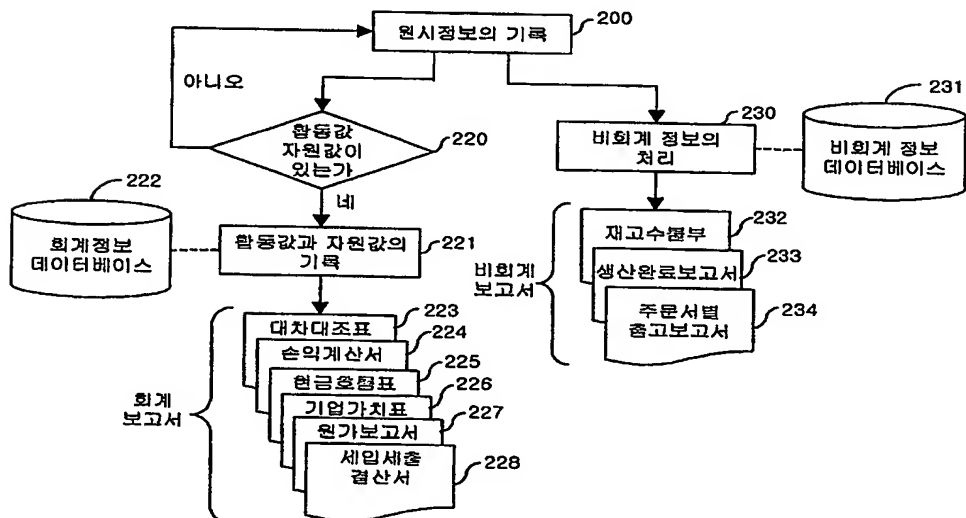 원시정보의 기록
200
아니오
활동값
자원값이
있는가
220
네
222
회계정보
데이터베이스
활동값과 자원값의
기록
221
230
비회계 정보의
처리
231
비회계 정보
데이터베이스
비회계
보고서
재고수불부
232
생산완료보고서
233
주문서별
출고보고서
234
회계
보고서
대차대조표
223
손익계산서
224
현금흐름표
225
기업가치표
226
원가보고서
227
세입세출
결산서
228